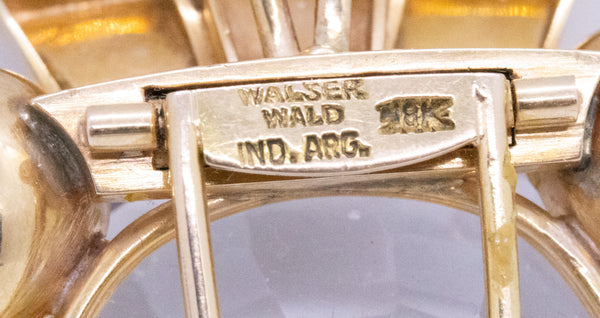 WALSER
WALD 18K
IND. ARG.